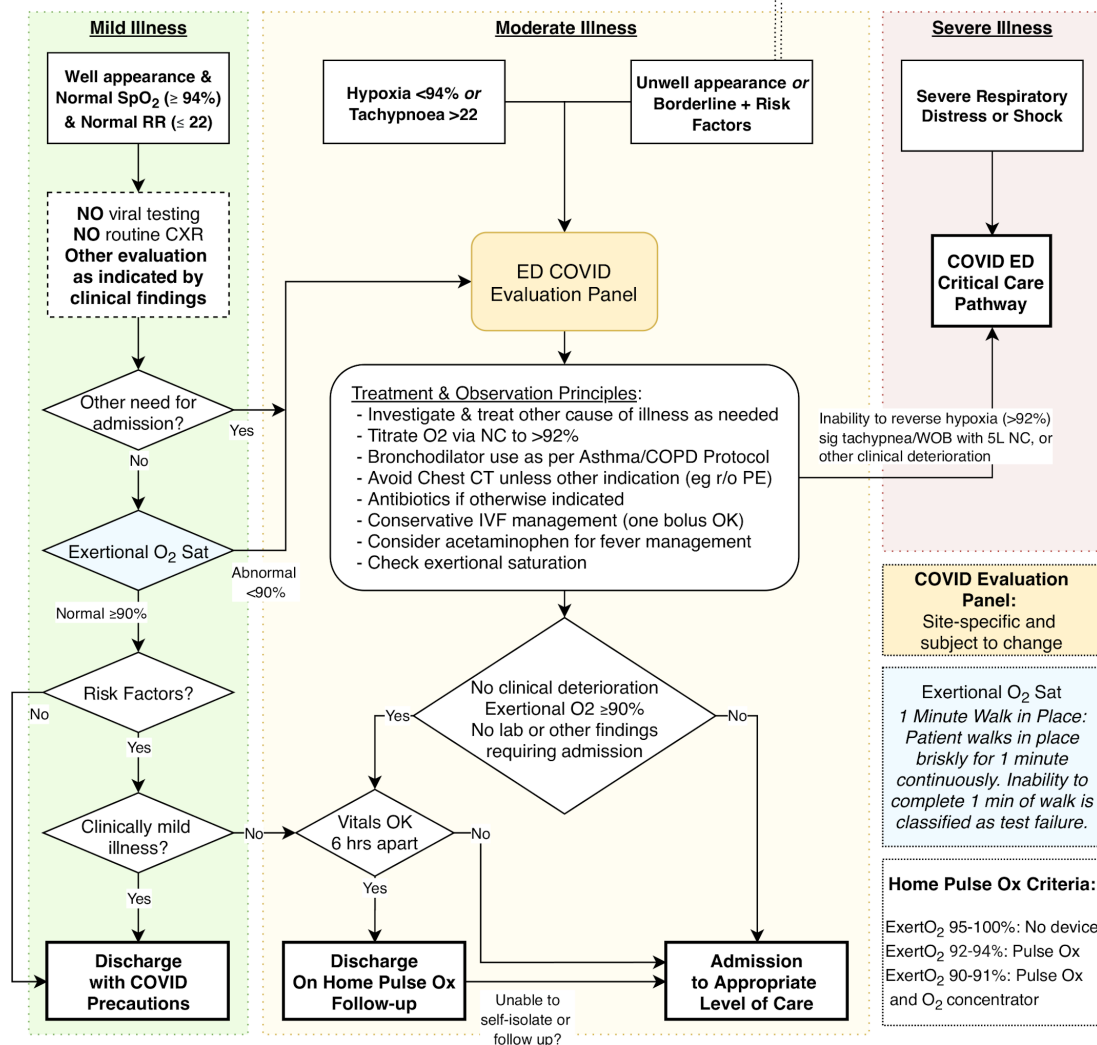 Mild Illness
Well appearance &
Normal SpO2 (≥ 94%)
& Normal RR (≤ 22)
NO viral testing
NO routine CXR
Other evaluation
as indicated by
clinical findings
Other need for
admission?
Yes
No
Exertional O2 Sat
Abnormal
<90%
Normal ≥90%
Risk Factors?
No
Yes
Clinically mild
illness?
No
Yes
Discharge
with COVID
Precautions
Moderate Illness
Hypoxia <94% or
Tachypnoea >22
Unwell appearance or
Borderline + Risk
Factors
ED COVID
Evaluation Panel
Treatment & Observation Principles:
- Investigate & treat other cause of illness as needed
- Titrate O2 via NC to >92%
- Bronchodilator use as per Asthma/COPD Protocol
- Avoid Chest CT unless other indication (eg r/o PE)
- Antibiotics if otherwise indicated
- Conservative IVF management (one bolus OK)
- Consider acetaminophen for fever management
- Check exertional saturation
No clinical deterioration
Exertional O2 ≥90%
No lab or other findings
requiring admission
Yes
No
Vitals OK
6 hrs apart
No
Yes
Discharge
On Home Pulse Ox
Follow-up
Unable to
self-isolate or
follow up?
Admission
to Appropriate
Level of Care
Severe Illness
Severe Respiratory
Distress or Shock
COVID ED
Critical Care
Pathway
Inability to reverse hypoxia (>92%)
sig tachypnea/WOB with 5L NC, or
other clinical deterioration
COVID Evaluation
Panel:
Site-specific and
subject to change
Exertional O2 Sat
1 Minute Walk in Place:
Patient walks in place
briskly for 1 minute
continuously. Inability to
complete 1 min of walk is
classified as test failure.
Home Pulse Ox Criteria:
ExertO2 95-100%: No device
ExertO2 92-94%: Pulse Ox
ExertO2 90-91%: Pulse Ox
and O2 concentrator